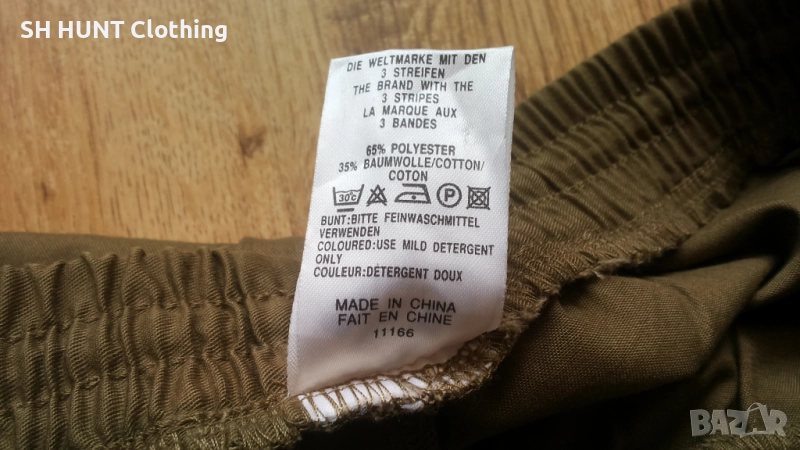 SH HUNT Clothing
DIE WELTMARKE MIT DEN
3 STREIFEN
THE BRAND WITH THE
3 STRIPES
LA MARQUE AUX
3 BANDES
65% POLYESTER
35% BAUMWOLLE/COTTON/
COTON
30°C P
BUNT:BITTE FEINWASCHMITTEL
VERWENDEN
COLOURED:USE MILD DETERGENT
ONLY
COULEUR:DÉTERGENT DOUX
MADE IN CHINA
FAIT EN CHINE
11166
BAZAR